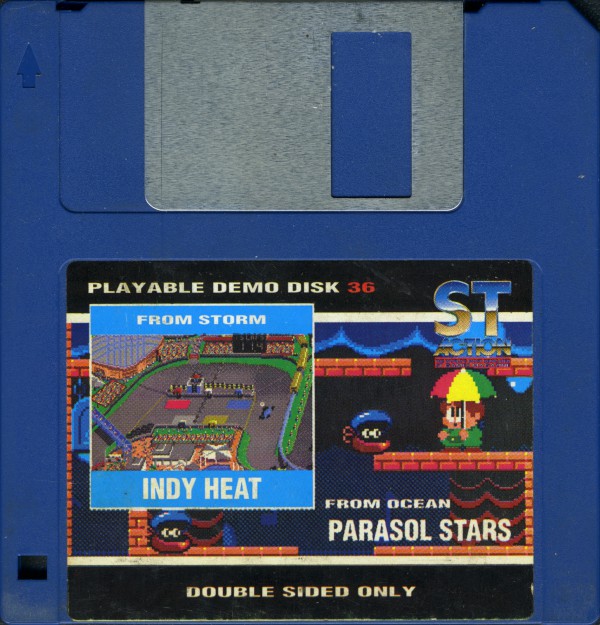 PLAYABLE DEMO DISK 36
ST
ACTION
FROM STORM
INDY HEAT
FROM OCEAN
PARASOL STARS
DOUBLE SIDED ONLY